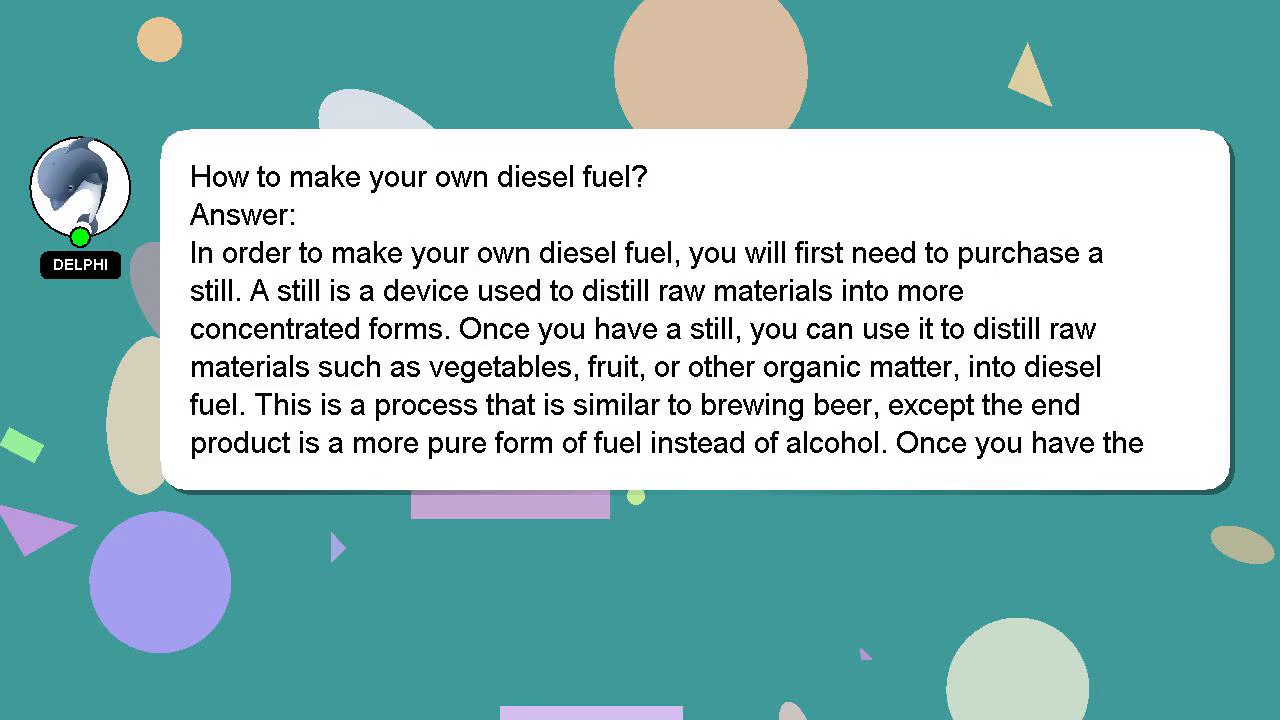 DELPHI
How to make your own diesel fuel?
Answer:
In order to make your own diesel fuel, you will first need to purchase a
still. A still is a device used to distill raw materials into more
concentrated forms. Once you have a still, you can use it to distill raw
materials such as vegetables, fruit, or other organic matter, into diesel
fuel. This is a process that is similar to brewing beer, except the end
product is a more pure form of fuel instead of alcohol. Once you have the